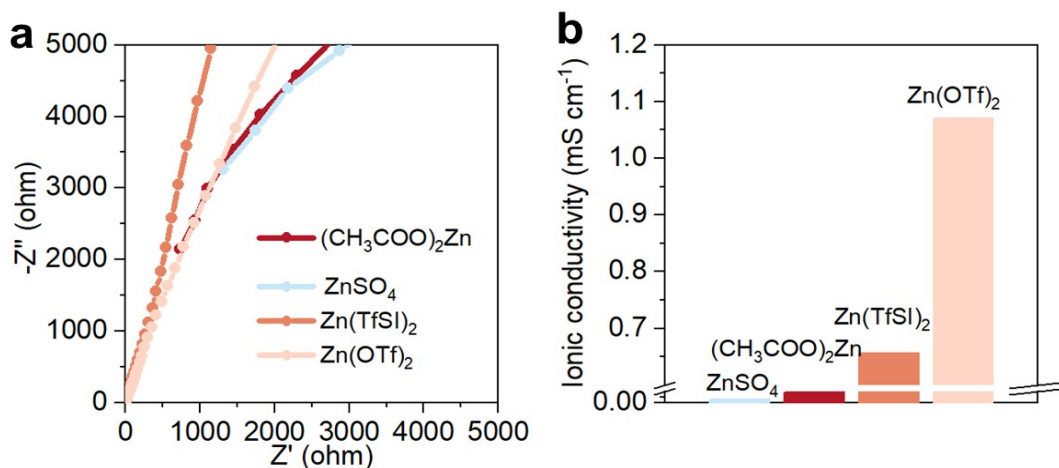 a
5000
4000
3000
2000
1000
0
-Z'' (ohm)
0 1000 2000 3000 4000 5000
Z' (ohm)
(CH₃COO)₂Zn
ZnSO₄
Zn(TfSI)₂
Zn(OTf)₂
b
1.2
1.1
1.0
0.9
0.8
0.7
0.00
Ionic conductivity (mS cm⁻¹)
Zn(OTf)₂
Zn(TfSI)₂
(CH₃COO)₂Zn
ZnSO₄